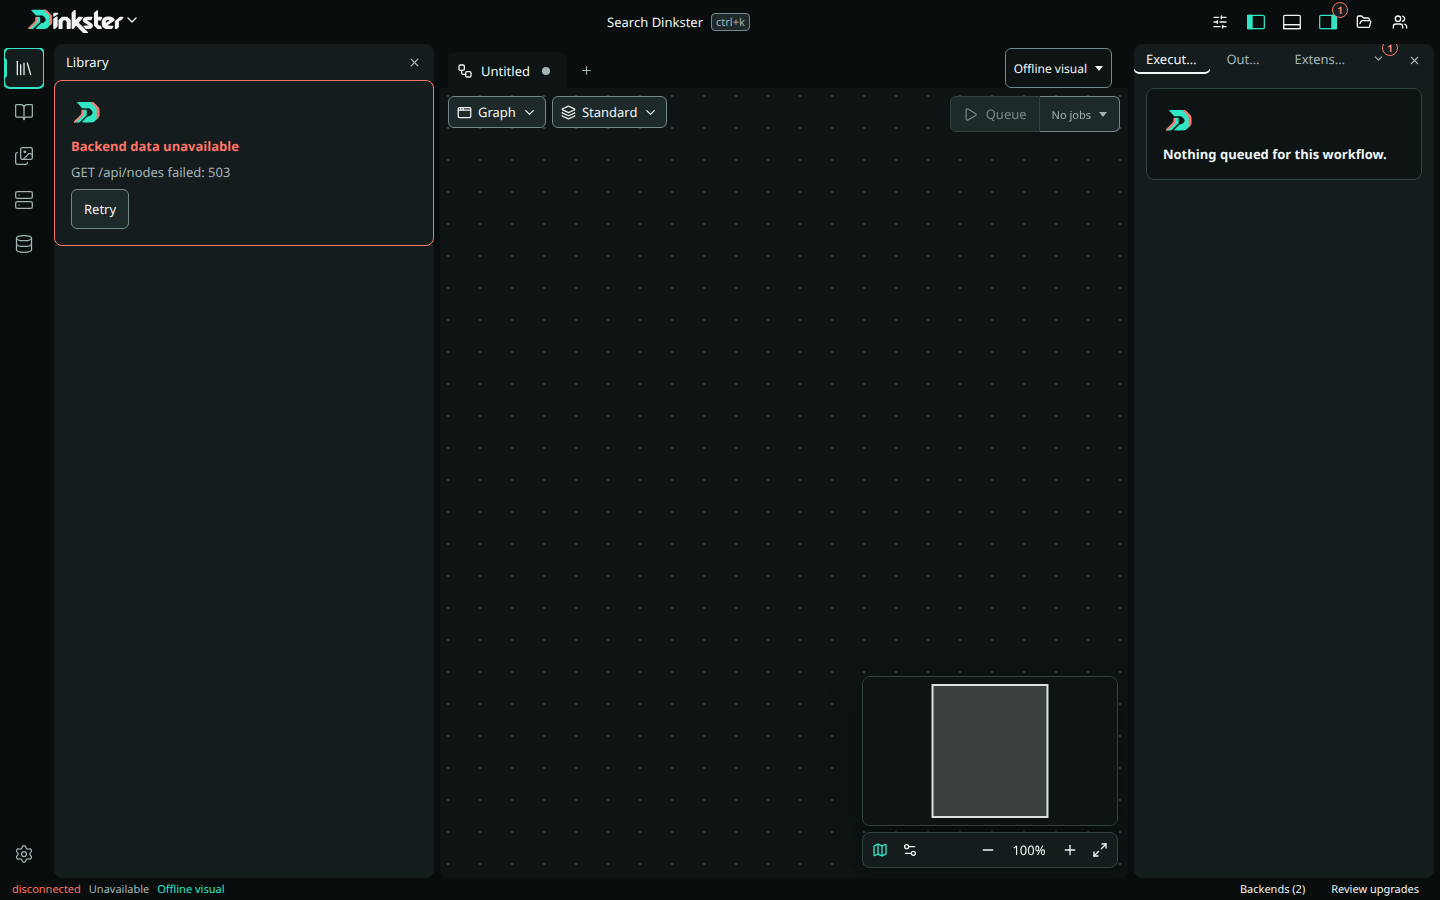 Dinkster
Search Dinkster ctrl+k
1
Library
Backend data unavailable
GET /api/nodes failed: 503
Retry
Untitled
Offline visual
Graph
Standard
Queue
No jobs
Execut...
Out...
Extens...
1
Nothing queued for this workflow.
100%
disconnected Unavailable Offline visual
Backends (2) Review upgrades